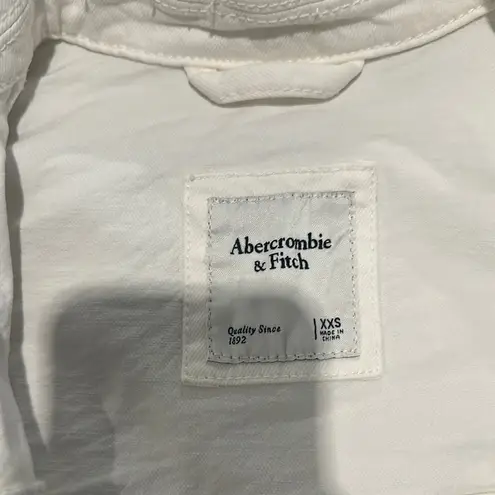 Abercrombie
& Fitch
Quality Since
1892
XXS
MADE IN
CHINA